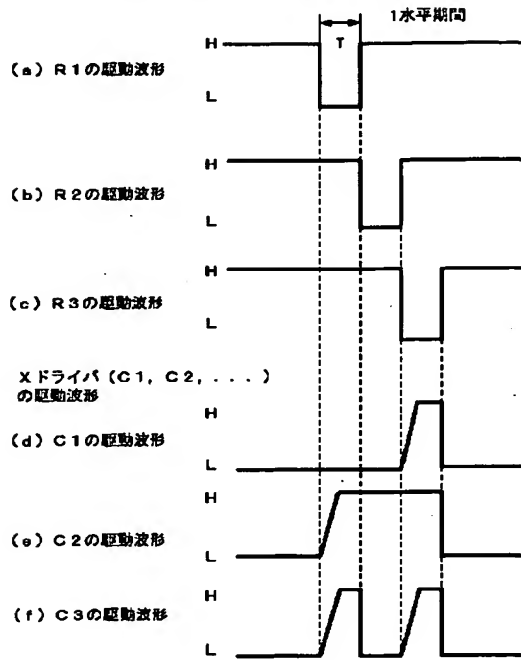 1水平期間
H
T
(a) R1の駆動波形
L
H
(b) R2の駆動波形
L
H
(c) R3の駆動波形
L
Xドライバ (C1, C2, ...)
の駆動波形
H
(d) C1の駆動波形
L
H
(e) C2の駆動波形
L
H
(f) C3の駆動波形
L